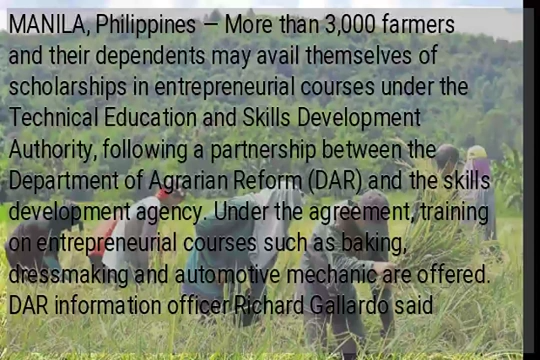 MANILA, Philippines — More than 3,000 farmers
and their dependents may avail themselves of
scholarships in entrepreneurial courses under the
Technical Education and Skills Development
Authority, following a partnership between the
Department of Agrarian Reform (DAR) and the skills
development agency. Under the agreement, training
on entrepreneurial courses such as baking,
dressmaking and automotive mechanic are offered.
DAR information officer Richard Gallardo said